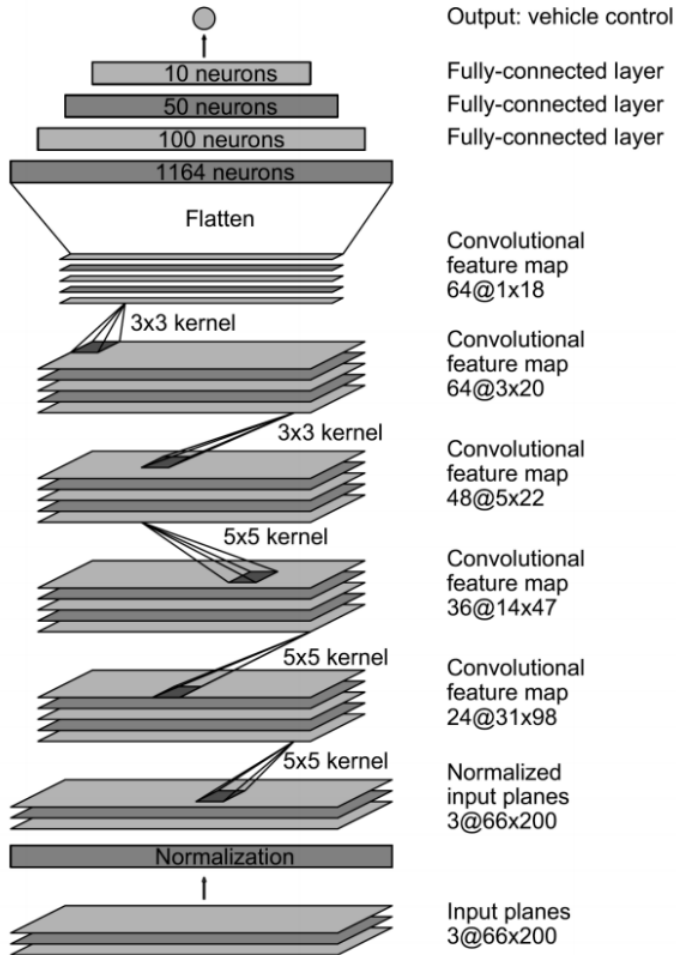 Output: vehicle control
10 neurons
Fully-connected layer
50 neurons
Fully-connected layer
100 neurons
Fully-connected layer
1164 neurons
Flatten
Convolutional
feature map
64@1x18
3x3 kernel
Convolutional
feature map
64@3x20
3x3 kernel
Convolutional
feature map
48@5x22
5x5 kernel
Convolutional
feature map
36@14x47
5x5 kernel
Convolutional
feature map
24@31x98
5x5 kernel
Normalized
input planes
3@66x200
Normalization
Input planes
3@66x200